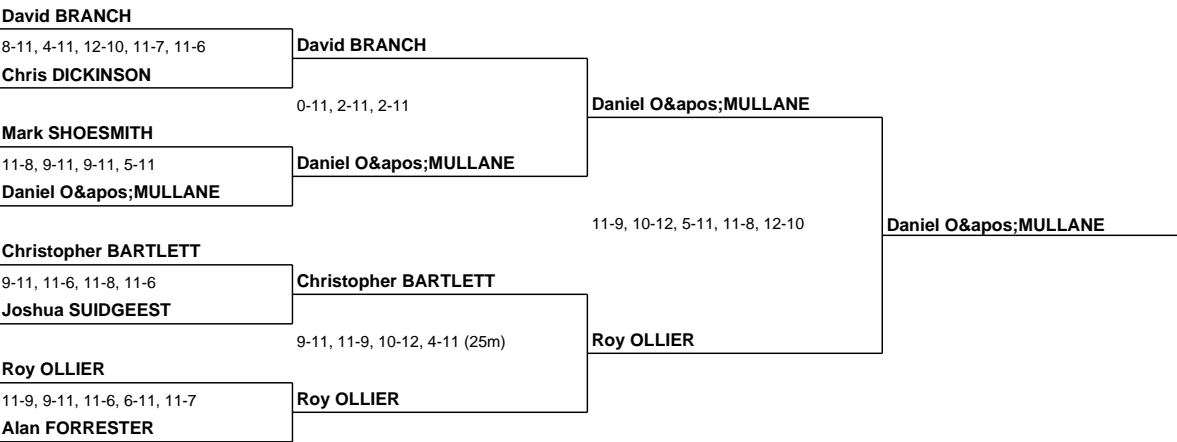 David BRANCH
8-11, 4-11, 12-10, 11-7, 11-6
David BRANCH
Chris DICKINSON
0-11, 2-11, 2-11
Daniel O&apos;MULLANE
Mark SHOESMITH
11-8, 9-11, 9-11, 5-11
Daniel O&apos;MULLANE
Daniel O&apos;MULLANE
11-9, 10-12, 5-11, 11-8, 12-10
Daniel O&apos;MULLANE
Christopher BARTLETT
9-11, 11-6, 11-8, 11-6
Christopher BARTLETT
Joshua SUIDGEEST
9-11, 11-9, 10-12, 4-11 (25m)
Roy OLLIER
Roy OLLIER
11-9, 9-11, 11-6, 6-11, 11-7
Roy OLLIER
Alan FORRESTER